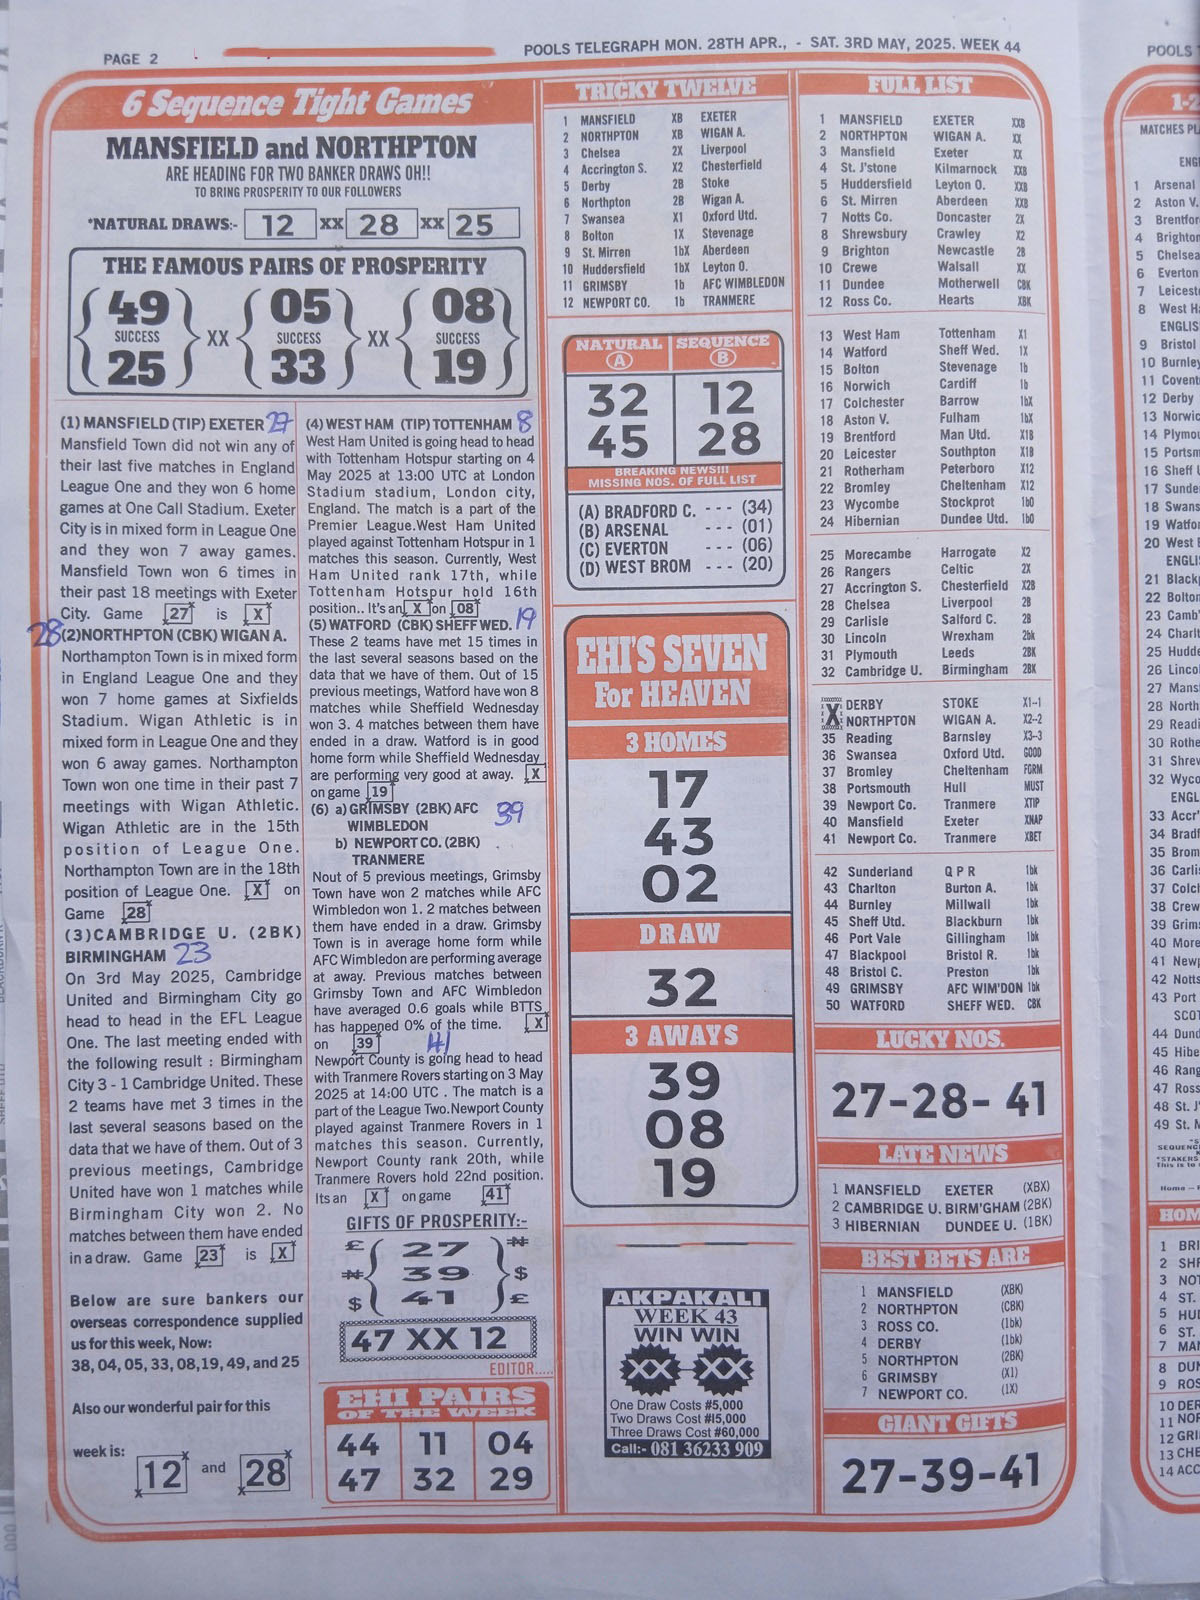 PAGE 2
POOLS TELEGRAPH MON. 28TH APR., - SAT. 3RD MAY, 2025. WEEK 44
6 Sequence Tight Games
MANSFIELD and NORTHPTON
ARE HEADING FOR TWO BANKER DRAWS OH!!
TO BRING PROSPERITY TO OUR FOLLOWERS
*NATURAL DRAWS:- 12 xx 28 xx 25
THE FAMOUS PAIRS OF PROSPERITY
49 05 08
SUCCESS XX SUCCESS XX SUCCESS
25 33 19
(1) MANSFIELD (TIP) EXETER 27
Mansfield Town did not win any of
their last five matches in England
League One and they won 6 home
games at One Call Stadium. Exeter
City is in mixed form in League One
and they won 7 away games.
Mansfield Town won 6 times in
their past 18 meetings with Exeter
City. Game 27 is X
28
(2)NORTHPTON (CBK) WIGAN A.
Northampton Town is in mixed form
in England League One and they
won 7 home games at Sixfields
Stadium. Wigan Athletic is in
mixed form in League One and they
won 6 away games. Northampton
Town won one time in their past 7
meetings with Wigan Athletic.
Wigan Athletic are in the 15th
position of League One.
Northampton Town are in the 18th
position of League One. X on
Game 28
(3)CAMBRIDGE U. (2BK)
BIRMINGHAM 23
On 3rd May 2025, Cambridge
United and Birmingham City go
head to head in the EFL League
One. The last meeting ended with
the following result : Birmingham
City 3 - 1 Cambridge United. These
2 teams have met 3 times in the
last several seasons based on the
data that we have of them. Out of 3
previous meetings, Cambridge
United have won 1 matches while
Birmingham City won 2. No
matches between them have ended
in a draw. Game 23 is X
Below are sure bankers our
overseas correspondence supplied
us for this week, Now:
38, 04, 05, 33, 08,19, 49, and 25
Also our wonderful pair for this
week is:
12 and 28
(4) WEST HAM (TIP) TOTTENHAM 8
West Ham United is going head to head
with Tottenham Hotspur starting on 4
May 2025 at 13:00 UTC at London
Stadium stadium, London city,
England. The match is a part of the
Premier League.West Ham United
played against Tottenham Hotspur in 1
matches this season. Currently, West
Ham United rank 17th, while
Tottenham Hotspur hold 16th
position.. It's an X on 08
(5) WATFORD (CBK) SHEFF WED. 19
These 2 teams have met 15 times in
the last several seasons based on the
data that we have of them. Out of 15
previous meetings, Watford have won 8
matches while Sheffield Wednesday
won 3. 4 matches between them have
ended in a draw. Watford is in good
home form while Sheffield Wednesday
are performing very good at away. X
on game 19
(6) a) GRIMSBY (2BK) AFC 39
WIMBLEDON
b) NEWPORT CO. (2BK)
TRANMERE
Nout of 5 previous meetings, Grimsby
Town have won 2 matches while AFC
Wimbledon won 1. 2 matches between
them have ended in a draw. Grimsby
Town is in average home form while
AFC Wimbledon are performing average
at away. Previous matches between
Grimsby Town and AFC Wimbledon
have averaged 0.6 goals while BTTS
has happened 0% of the time. X
on 39 41
Newport County is going head to head
with Tranmere Rovers starting on 3 May
2025 at 14:00 UTC . The match is a
part of the League Two.Newport County
played against Tranmere Rovers in 1
matches this season. Currently,
Newport County rank 20th, while
Tranmere Rovers hold 22nd position.
Its an X on game 41
GIFTS OF PROSPERITY:-
£ 27 ₦
₦ 39 $
$ 41 £
47 XX 12
EDITOR.....
EHI PAIRS
OF THE WEEK
44 11 04
47 32 29
TRICKY TWELVE
1 MANSFIELD XB EXETER
2 NORTHPTON XB WIGAN A.
3 Chelsea 2X Liverpool
4 Accrington S. X2 Chesterfield
5 Derby 2B Stoke
6 Northpton 2B Wigan A.
7 Swansea X1 Oxford Utd.
8 Bolton 1X Stevenage
9 St. Mirren 1bX Aberdeen
10 Huddersfield 1bX Leyton O.
11 GRIMSBY 1b AFC WIMBLEDON
12 NEWPORT CO. 1b TRANMERE
NATURAL SEQUENCE
A B
32 12
45 28
BREAKING NEWS!!!
MISSING NOS. OF FULL LIST
(A) BRADFORD C. - - - (34)
(B) ARSENAL - - - (01)
(C) EVERTON - - - (06)
(D) WEST BROM - - - (20)
EHI'S SEVEN
For HEAVEN
3 HOMES
17
43
02
DRAW
32
3 AWAYS
39
08
19
AKPAKALI
WEEK 43
WIN WIN
XX XX
One Draw Costs #5,000
Two Draws Cost #15,000
Three Draws Cost #60,000
Call:- 081 36233 909
FULL LIST
1 MANSFIELD EXETER XXB
2 NORTHPTON WIGAN A. XX
3 Mansfield Exeter XX
4 St. J'stone Kilmarnock XXB
5 Huddersfield Leyton O. XXB
6 St. Mirren Aberdeen XXB
7 Notts Co. Doncaster 2X
8 Shrewsbury Crawley X2
9 Brighton Newcastle 2B
10 Crewe Walsall XX
11 Dundee Motherwell CBK
12 Ross Co. Hearts XBK
13 West Ham Tottenham X1
14 Watford Sheff Wed. 1X
15 Bolton Stevenage 1b
16 Norwich Cardiff 1b
17 Colchester Barrow 1bX
18 Aston V. Fulham 1bX
19 Brentford Man Utd. X1B
20 Leicester Southpton X1B
21 Rotherham Peterboro X12
22 Bromley Cheltenham X12
23 Wycombe Stockprot 1b0
24 Hibernian Dundee Utd. 1b0
25 Morecambe Harrogate X2
26 Rangers Celtic 2X
27 Accrington S. Chesterfield X2B
28 Chelsea Liverpool 2B
29 Carlisle Salford C. 2B
30 Lincoln Wrexham 2bk
31 Plymouth Leeds 2BK
32 Cambridge U. Birmingham 2BK
X DERBY STOKE X1--1
NORTHPTON WIGAN A. X2--2
35 Reading Barnsley X3--3
36 Swansea Oxford Utd. GOOD
37 Bromley Cheltenham FORM
38 Portsmouth Hull MUST
39 Newport Co. Tranmere XTIP
40 Mansfield Exeter XNAP
41 Newport Co. Tranmere XBET
42 Sunderland Q P R 1bk
43 Charlton Burton A. 1bk
44 Burnley Millwall 1bk
45 Sheff Utd. Blackburn 1bk
46 Port Vale Gillingham 1bk
47 Blackpool Bristol R. 1bk
48 Bristol C. Preston 1bk
49 GRIMSBY AFC WIM'DON 1bk
50 WATFORD SHEFF WED. CBK
LUCKY NOS.
27-28- 41
LATE NEWS
1 MANSFIELD EXETER (XBX)
2 CAMBRIDGE U. BIRM'GHAM (2BK)
3 HIBERNIAN DUNDEE U. (1BK)
BEST BETS ARE
1 MANSFIELD (XBK)
2 NORTHPTON (CBK)
3 ROSS CO. (1bk)
4 DERBY (1bk)
5 NORTHPTON (2BK)
6 GRIMSBY (X1)
7 NEWPORT CO. (1X)
GIANT GIFTS
27-39-41
POOLS
MATCHES PL
1 Arsenal
2 Aston V.
3 Brentfor
4 Brighton
5 Chelsea
6 Everton